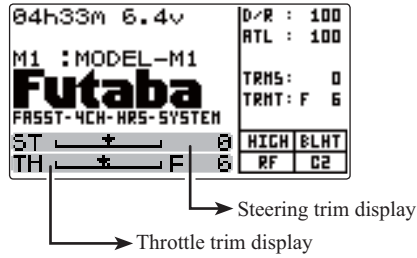 04h33m 6.4v
M1 :MODEL-M1
Futaba
FASST-4CH-HRS-SYSTEM
ST 0
TH F 6
D/R : 100
ATL : 100
TRMS: 0
TRMT: F 6
HIGH BLHT
RF C2
Steering trim display
Throttle trim display